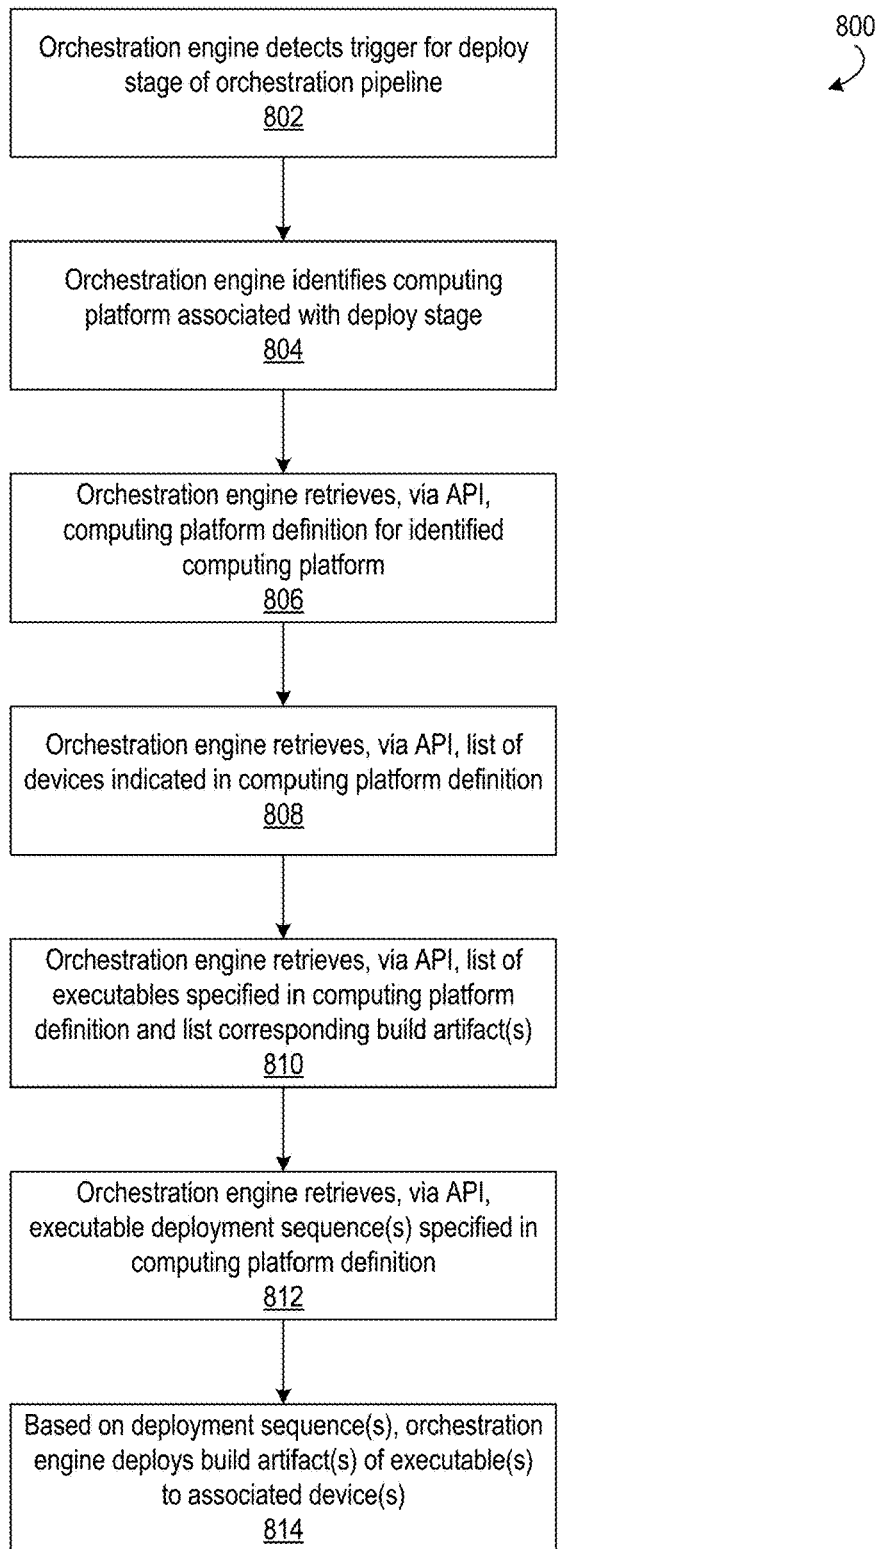 800
Orchestration engine detects trigger for deploy
stage of orchestration pipeline
802
Orchestration engine identifies computing
platform associated with deploy stage
804
Orchestration engine retrieves, via API,
computing platform definition for identified
computing platform
806
Orchestration engine retrieves, via API, list of
devices indicated in computing platform definition
808
Orchestration engine retrieves, via API, list of
executables specified in computing platform
definition and list corresponding build artifact(s)
810
Orchestration engine retrieves, via API,
executable deployment sequence(s) specified in
computing platform definition
812
Based on deployment sequence(s), orchestration
engine deploys build artifact(s) of executable(s)
to associated device(s)
814